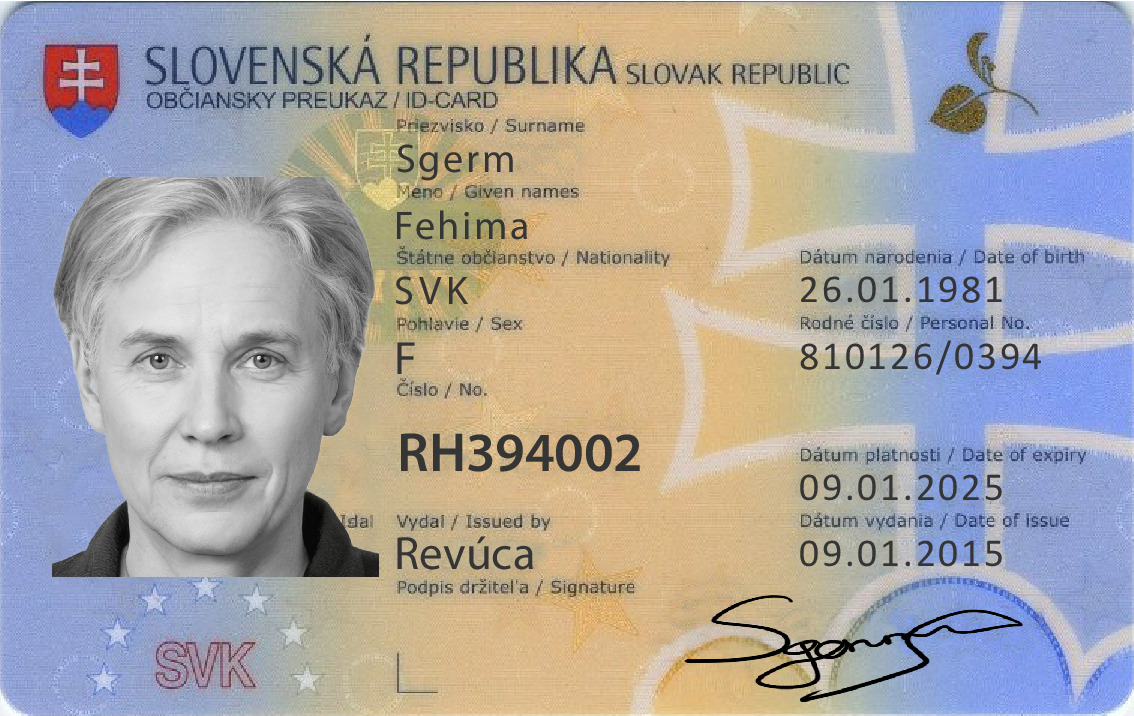 SLOVENSKÁ REPUBLIKA SLOVAK REPUBLIC
OBČIANSKY PREUKAZ / ID-CARD
Priezvisko / Surname
Sgerm
Meno / Given names
Fehima
Štátne občianstvo / Nationality
SVK
Dátum narodenia / Date of birth
26.01.1981
Pohlavie / Sex
F
Rodné číslo / Personal No.
810126/0394
Číslo / No.
RH394002
Dátum platnosti / Date of expiry
09.01.2025
Vydal / Issued by
Revúca
Dátum vydania / Date of issue
09.01.2015
Podpis držiteľa / Signature
SVK